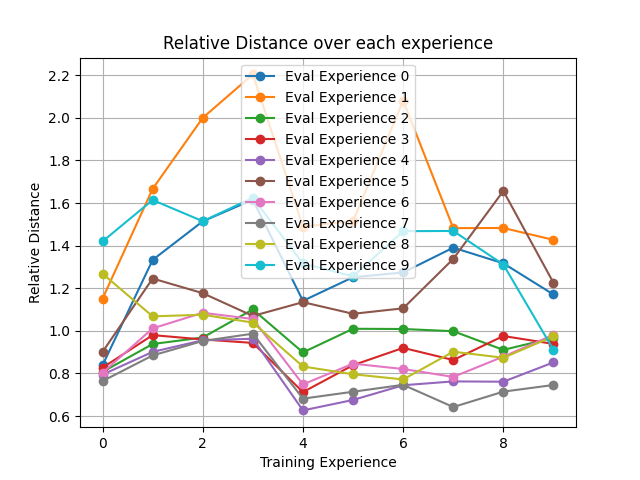 Relative Distance over each experience
Relative Distance
2.2
2.0
1.8
1.6
1.4
1.2
1.0
0.8
0.6
Eval Experience 0
Eval Experience 1
Eval Experience 2
Eval Experience 3
Eval Experience 4
Eval Experience 5
Eval Experience 6
Eval Experience 7
Eval Experience 8
Eval Experience 9
0 2 4 6 8
Training Experience